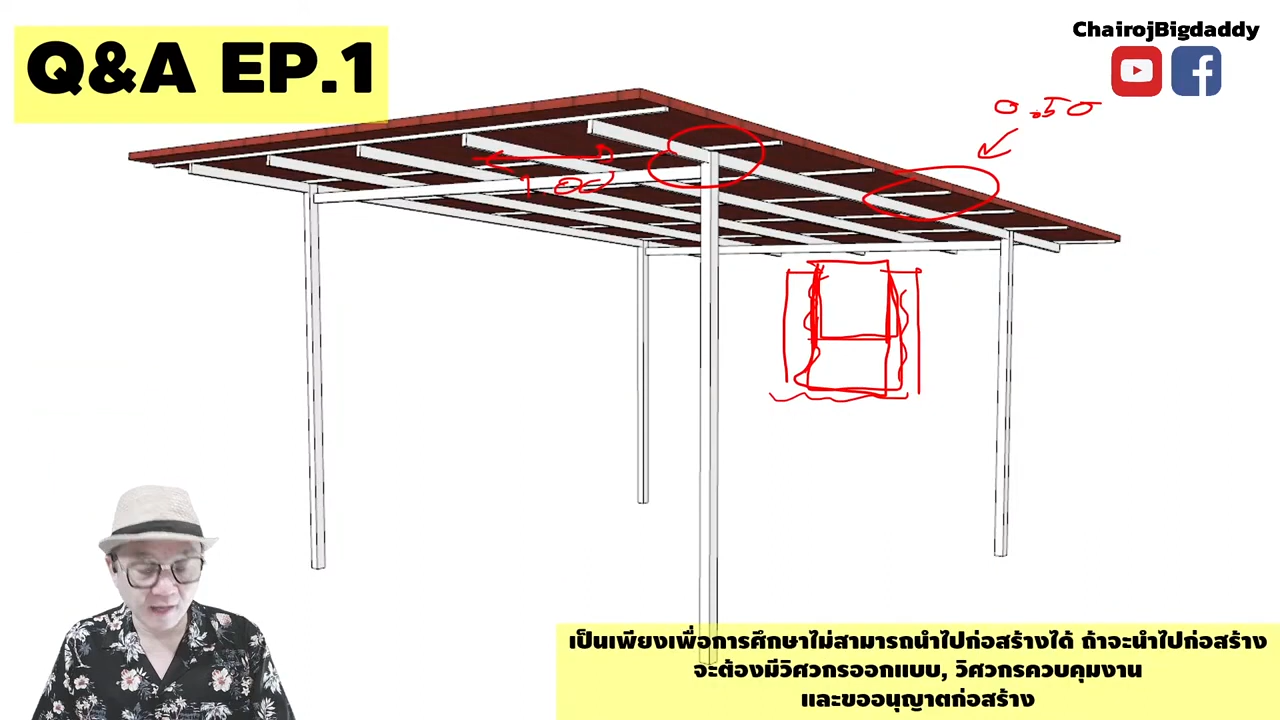 Q&A EP.1
ChairojBigdaddy
0.50
1.00
เป็นเพียงเพื่อการศึกษาไม่สามารถนำไปก่อสร้างได้ ถ้าจะนำไปก่อสร้าง
จะต้องมีวิศวกรออกแบบ, วิศวกรควบคุมงาน
และขออนุญาตก่อสร้าง